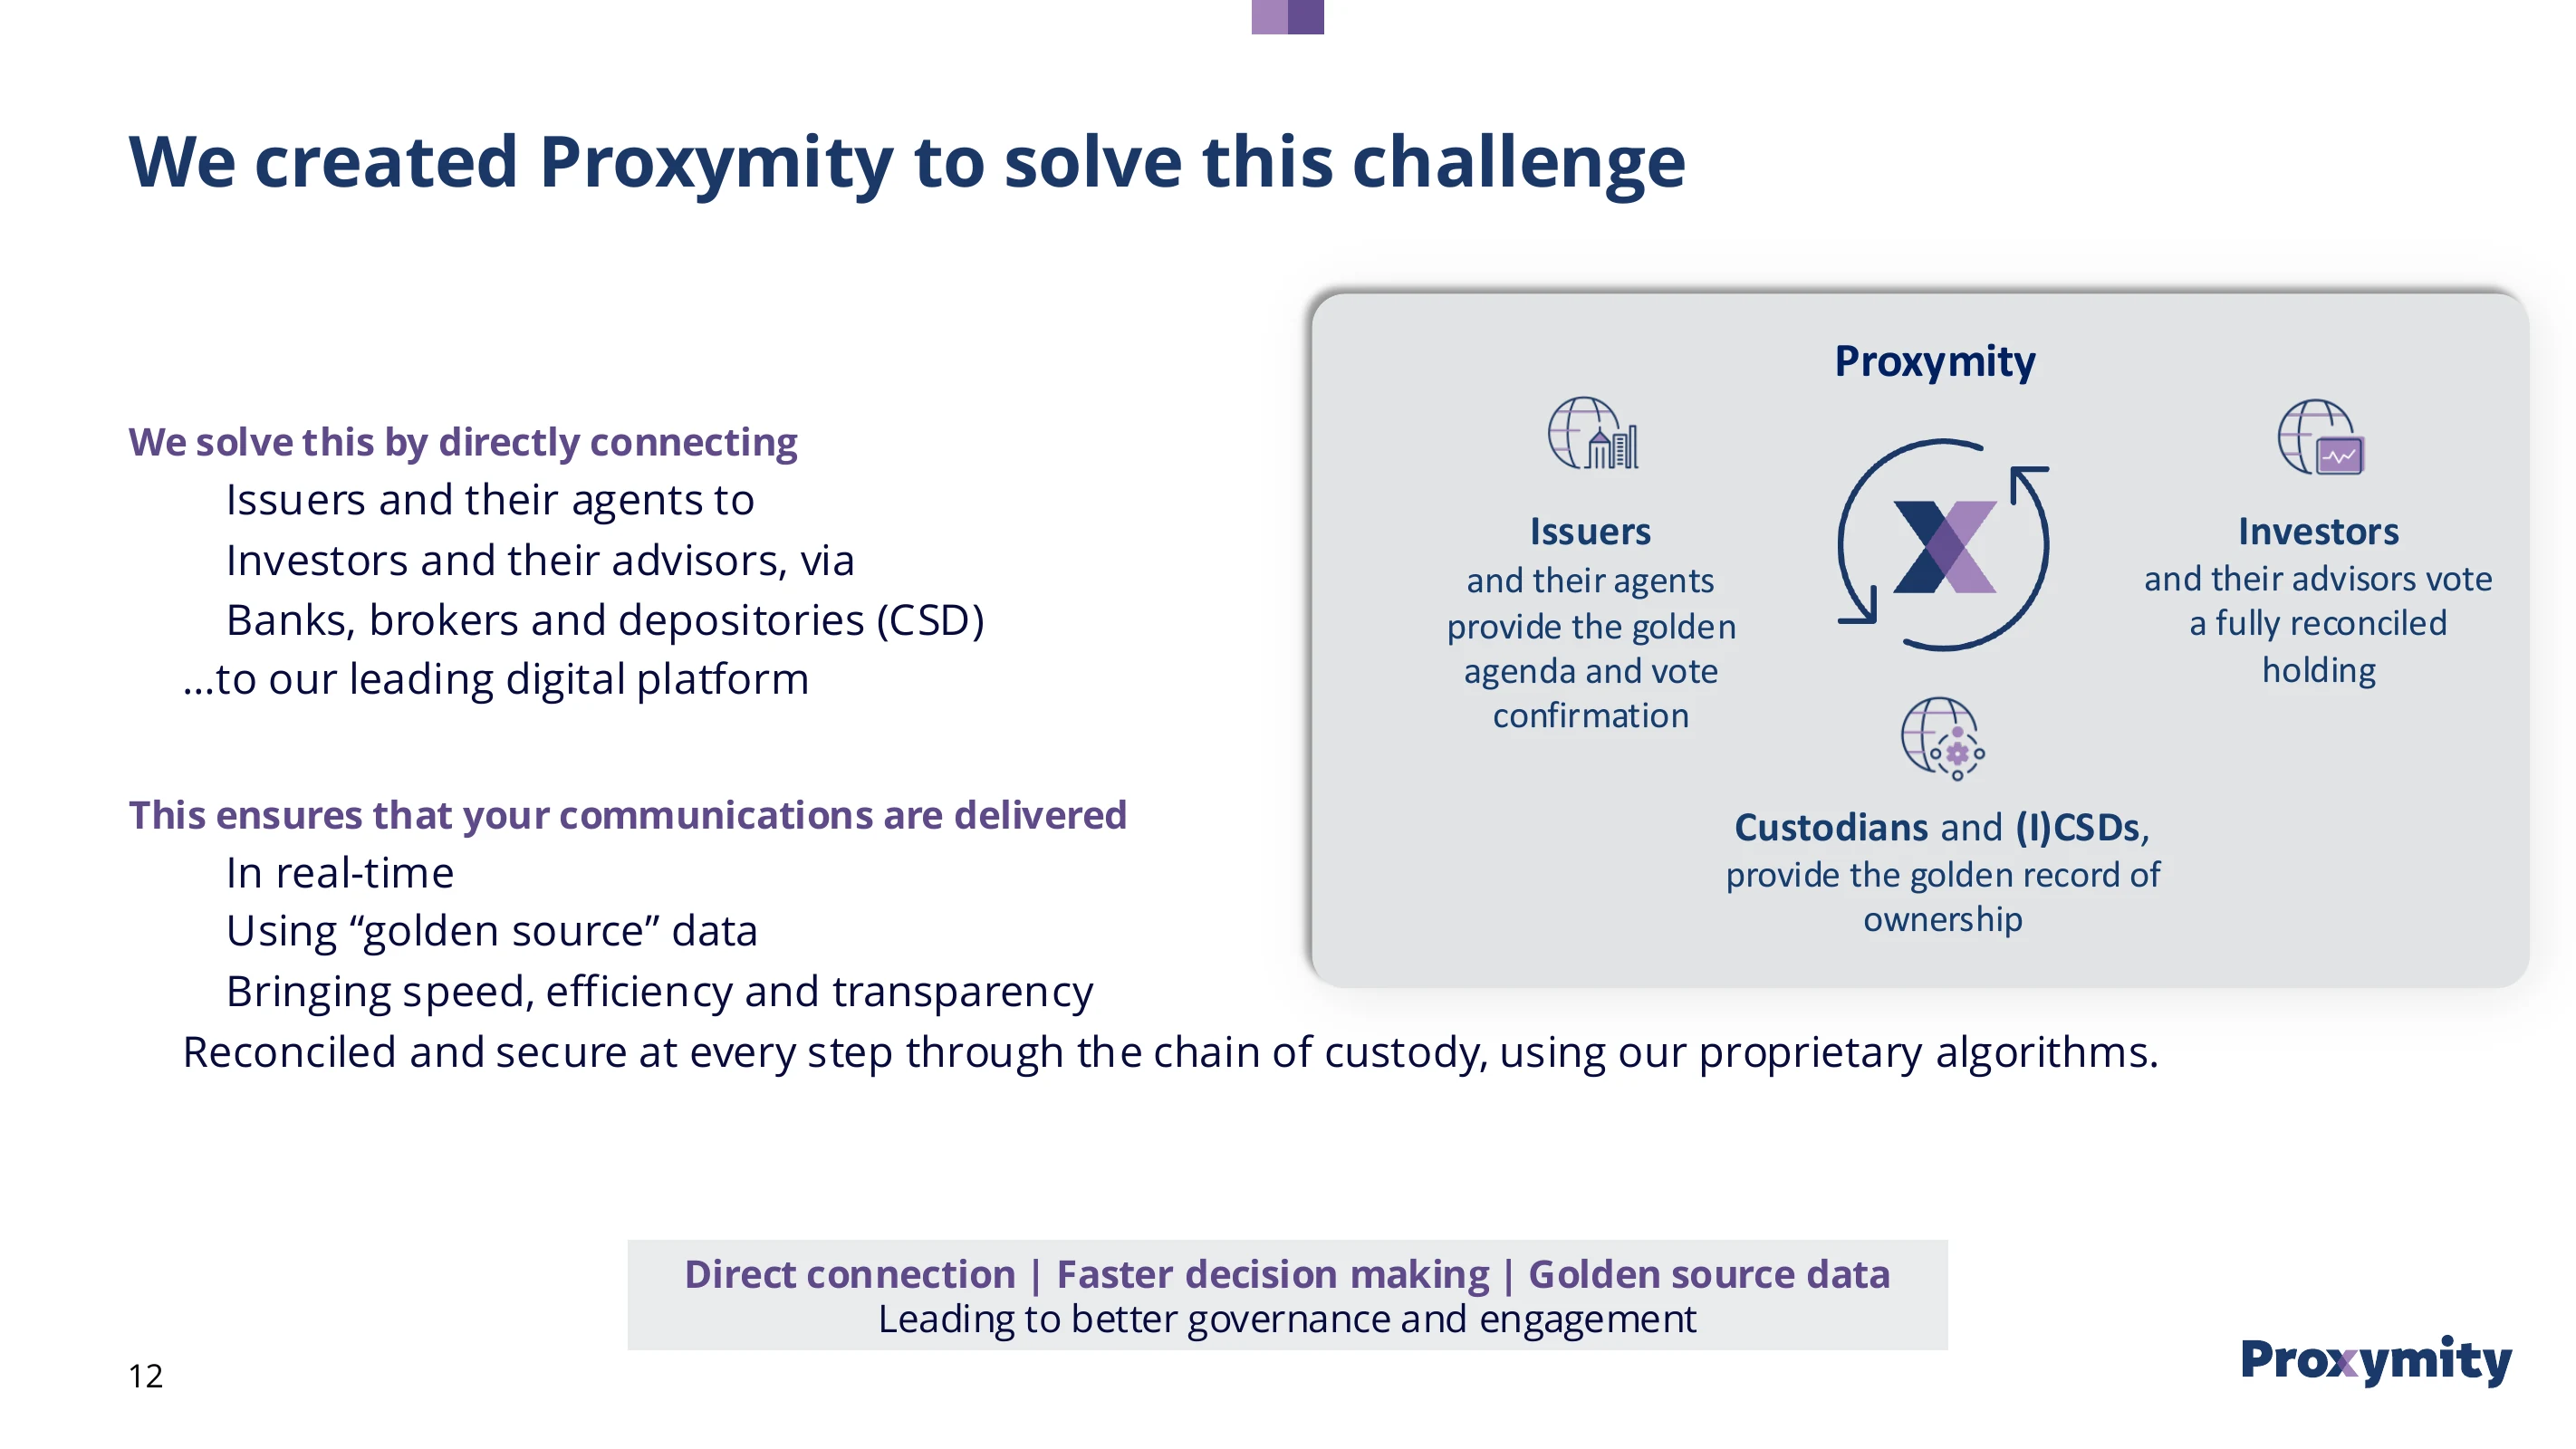 We created Proxymity to solve this challenge
We solve this by directly connecting
Issuers and their agents to
Investors and their advisors, via
Banks, brokers and depositories (CSD)
...to our leading digital platform
This ensures that your communications are delivered
In real-time
Using “golden source” data
Bringing speed, efficiency and transparency
Reconciled and secure at every step through the chain of custody, using our proprietary algorithms.
Proxymity
Issuers
and their agents
provide the golden
agenda and vote
confirmation
Investors
and their advisors vote
a fully reconciled
holding
Custodians and (I)CSDs,
provide the golden record of
ownership
Direct connection | Faster decision making | Golden source data
Leading to better governance and engagement
12
Proxymity